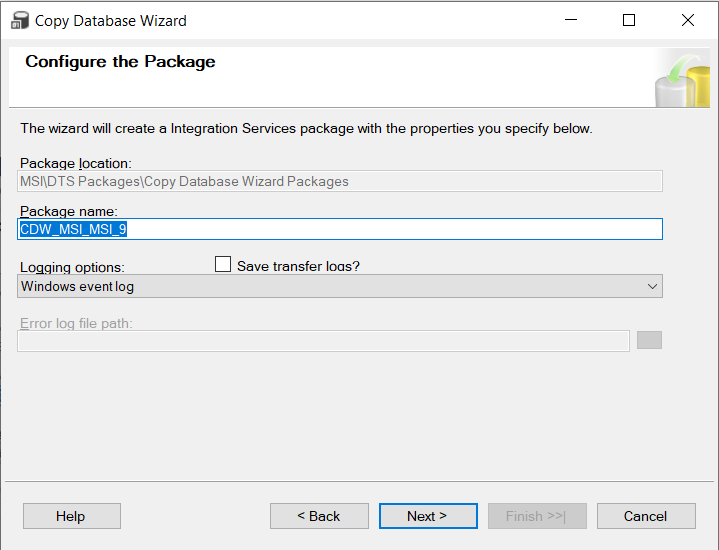 Copy Database Wizard
Configure the Package
The wizard will create a Integration Services package with the properties you specify below.
Package location:
MSI\DTS Packages\Copy Database Wizard Packages
Package name:
CDW_MSI_MSI_9
Logging options:
Save transfer logs?
Windows event log
Error log file path:
Help
< Back
Next >
Finish >>|
Cancel